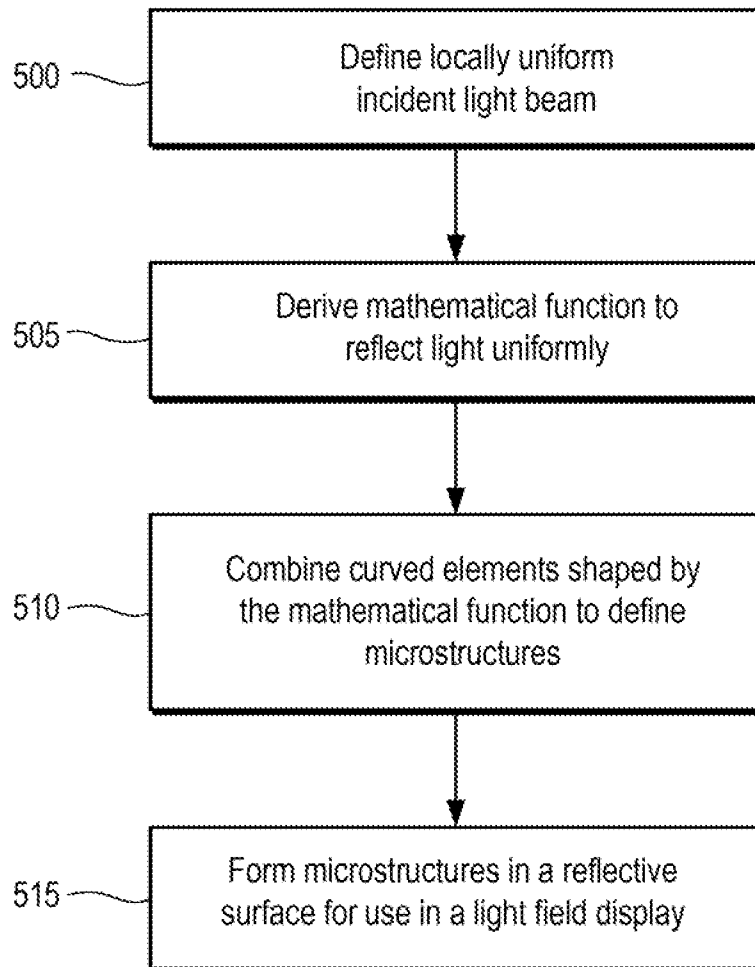 500
Define locally uniform
incident light beam
505
Derive mathematical function to
reflect light uniformly
510
Combine curved elements shaped by
the mathematical function to define
microstructures
515
Form microstructures in a reflective
surface for use in a light field display